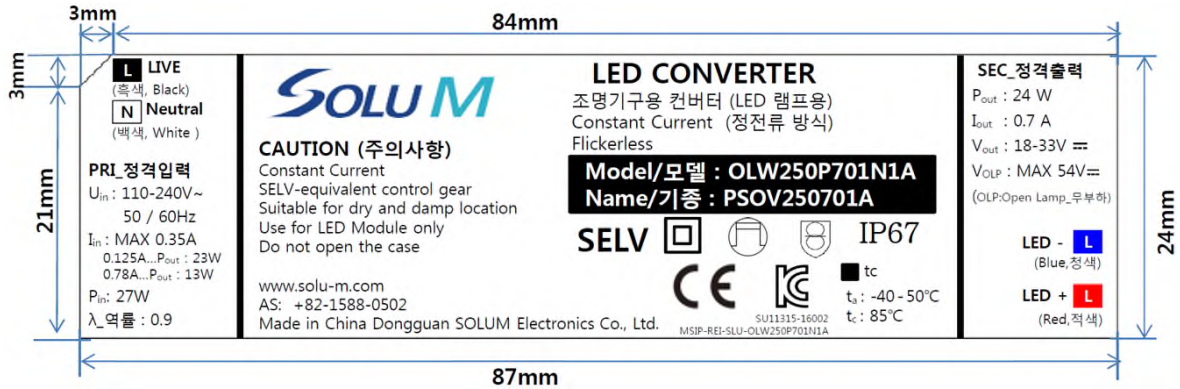 3mm
84mm
3mm
21mm
L LIVE
(흑색, Black)
N Neutral
(백색, White )
PRI_정격입력
Uin : 110-240V~
50 / 60Hz
Iin : MAX 0.35A
0.125A...Pout : 23W
0.78A...Pout : 13W
Pin: 27W
λ_역률 : 0.9
SOLU M
CAUTION (주의사항)
Constant Current
SELV-equivalent control gear
Suitable for dry and damp location
Use for LED Module only
Do not open the case
www.solu-m.com
AS: +82-1588-0502
Made in China Dongguan SOLUM Electronics Co., Ltd.
LED CONVERTER
조명기구용 컨버터 (LED 램프용)
Constant Current (정전류 방식)
Flickerless
Model/모델 : OLW250P701N1A
Name/기종 : PSOV250701A
SELV IP67
CE
SU11315-16002
MSIP-REI-SLU-OLW250P701N1A
tc
ta : -40 - 50℃
tc : 85℃
SEC_정격출력
Pout : 24 W
Iout : 0.7 A
Vout : 18-33V ⎓
VOLP : MAX 54V⎓
(OLP:Open Lamp_무부하)
LED - L
(Blue,청색)
LED + L
(Red,적색)
24mm
87mm